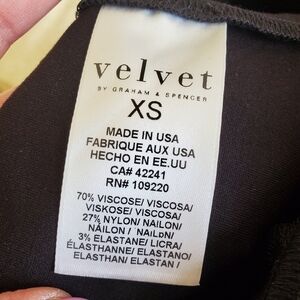 velvet
BY GRAHAM & SPENCER
XS
MADE IN USA
FABRIQUE AUX USA
HECHO EN EE.UU
CA# 42241
RN# 109220
70% VISCOSE/ VISCOSA/
VISKOSE/ VISCOSA/
27% NYLON/ NAILON/
NÁILON / NAILON/
3% ELASTANE/ LICRA/
ÉLASTHANNE/ ELASTANO/
ELASTHAN/ ELASTAN /